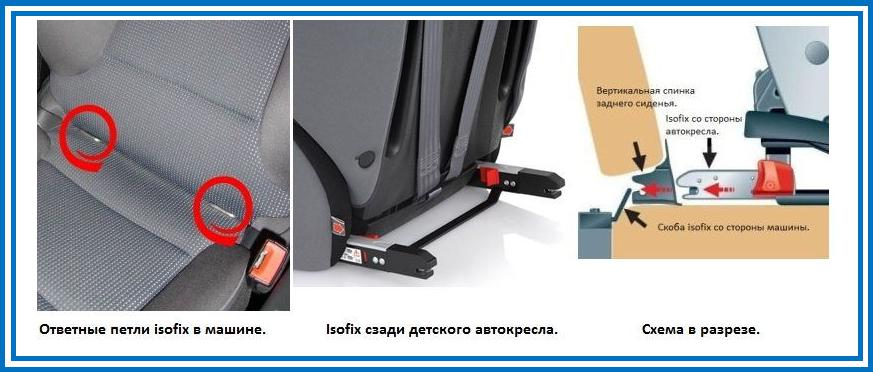 Вертикальная спинка
заднего сиденья.
Isofix со стороны
автокресла.
Скоба isofix со стороны машины.
Ответные петли isofix в машине.
Isofix сзади детского автокресла.
Схема в разрезе.